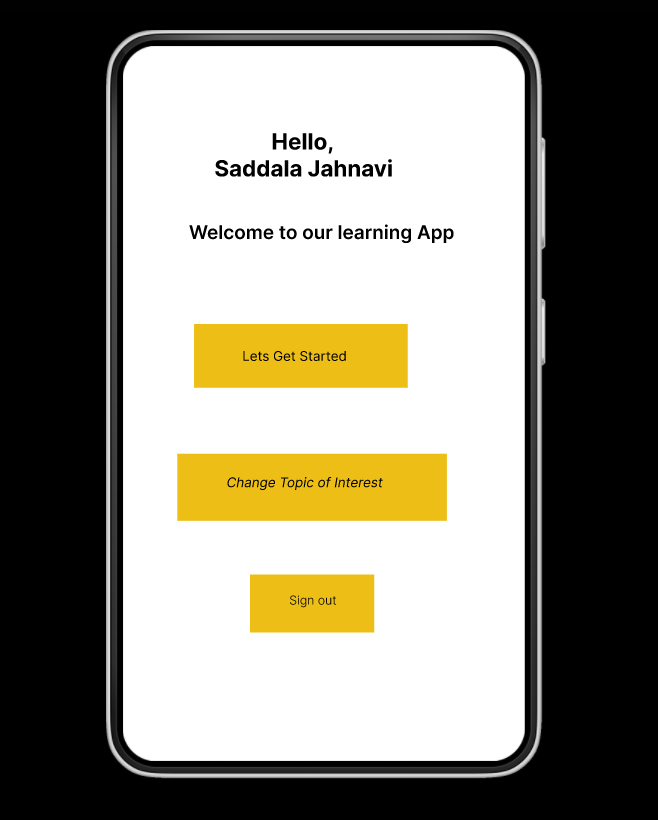 Hello,
Saddala Jahnavi
Welcome to our learning App
Lets Get Started
Change Topic of Interest
Sign out